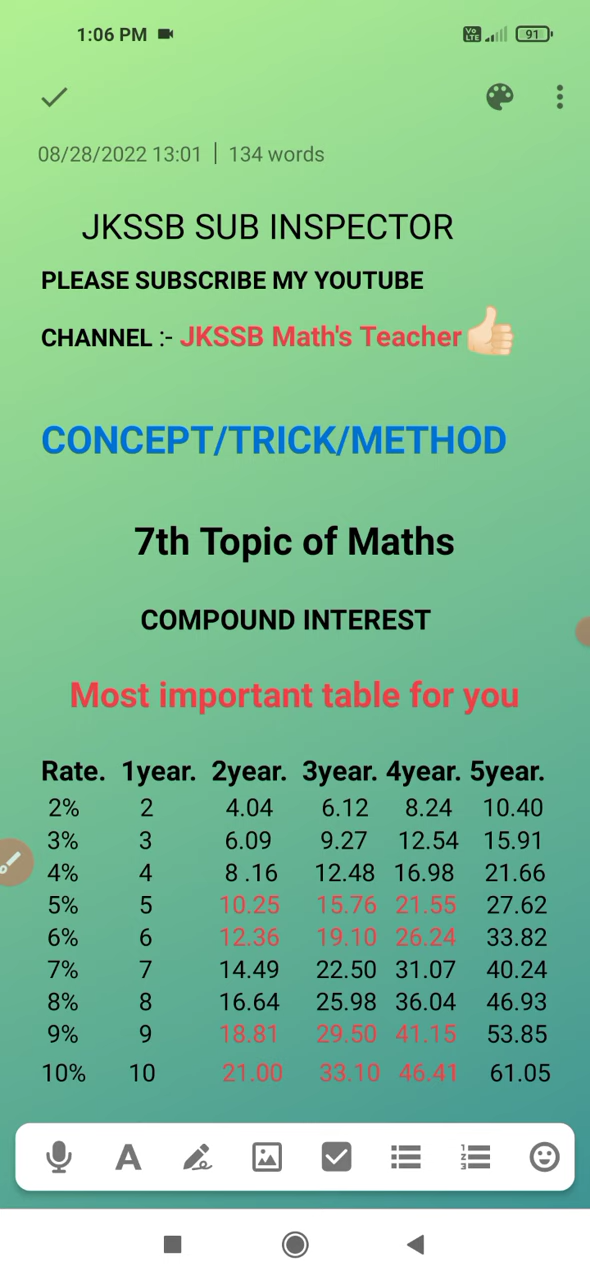 1:06 PM
Vo LTE 91
08/28/2022 13:01 | 134 words
JKSSB SUB INSPECTOR
PLEASE SUBSCRIBE MY YOUTUBE
CHANNEL :- JKSSB Math's Teacher👍🏻
CONCEPT/TRICK/METHOD
7th Topic of Maths
COMPOUND INTEREST
Most important table for you
Rate. 1year. 2year. 3year. 4year. 5year.
2% 2 4.04 6.12 8.24 10.40
3% 3 6.09 9.27 12.54 15.91
4% 4 8 .16 12.48 16.98 21.66
5% 5 10.25 15.76 21.55 27.62
6% 6 12.36 19.10 26.24 33.82
7% 7 14.49 22.50 31.07 40.24
8% 8 16.64 25.98 36.04 46.93
9% 9 18.81 29.50 41.15 53.85
10% 10 21.00 33.10 46.41 61.05